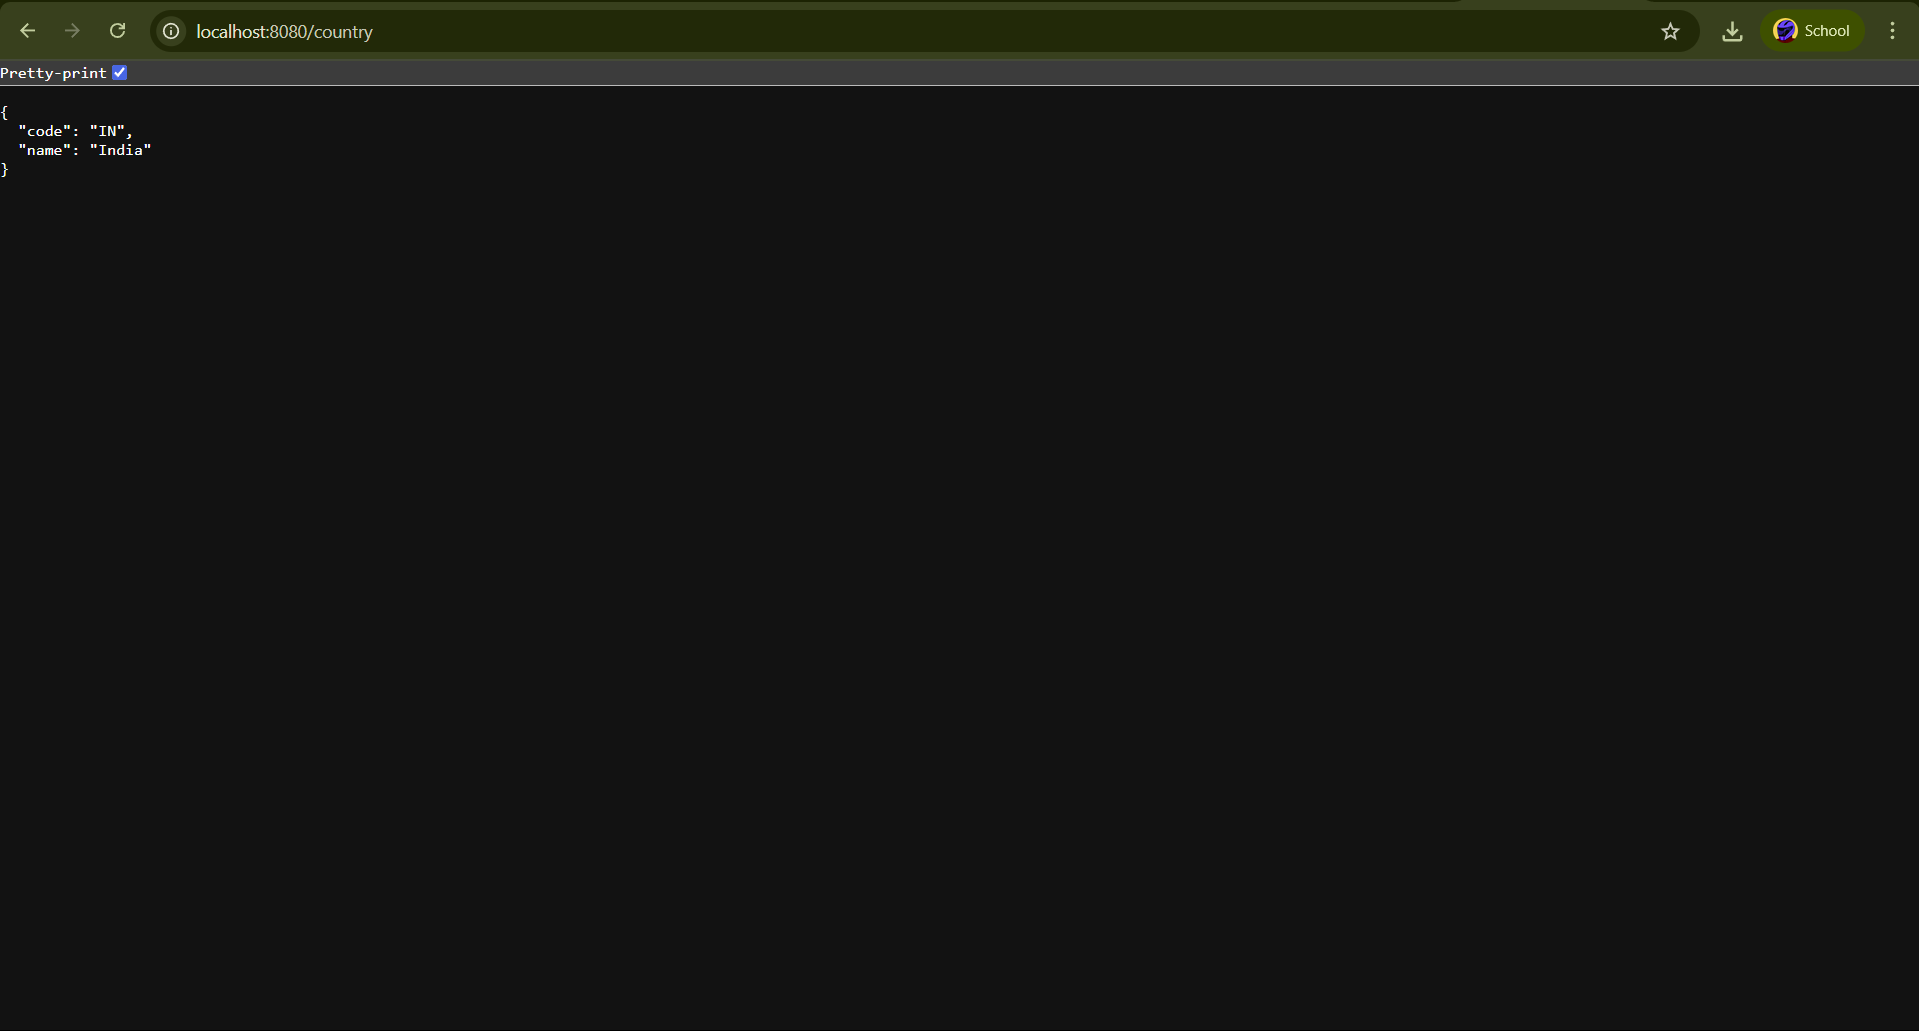 localhost:8080/country
School
Pretty-print
{
  "code": "IN",
  "name": "India"
}